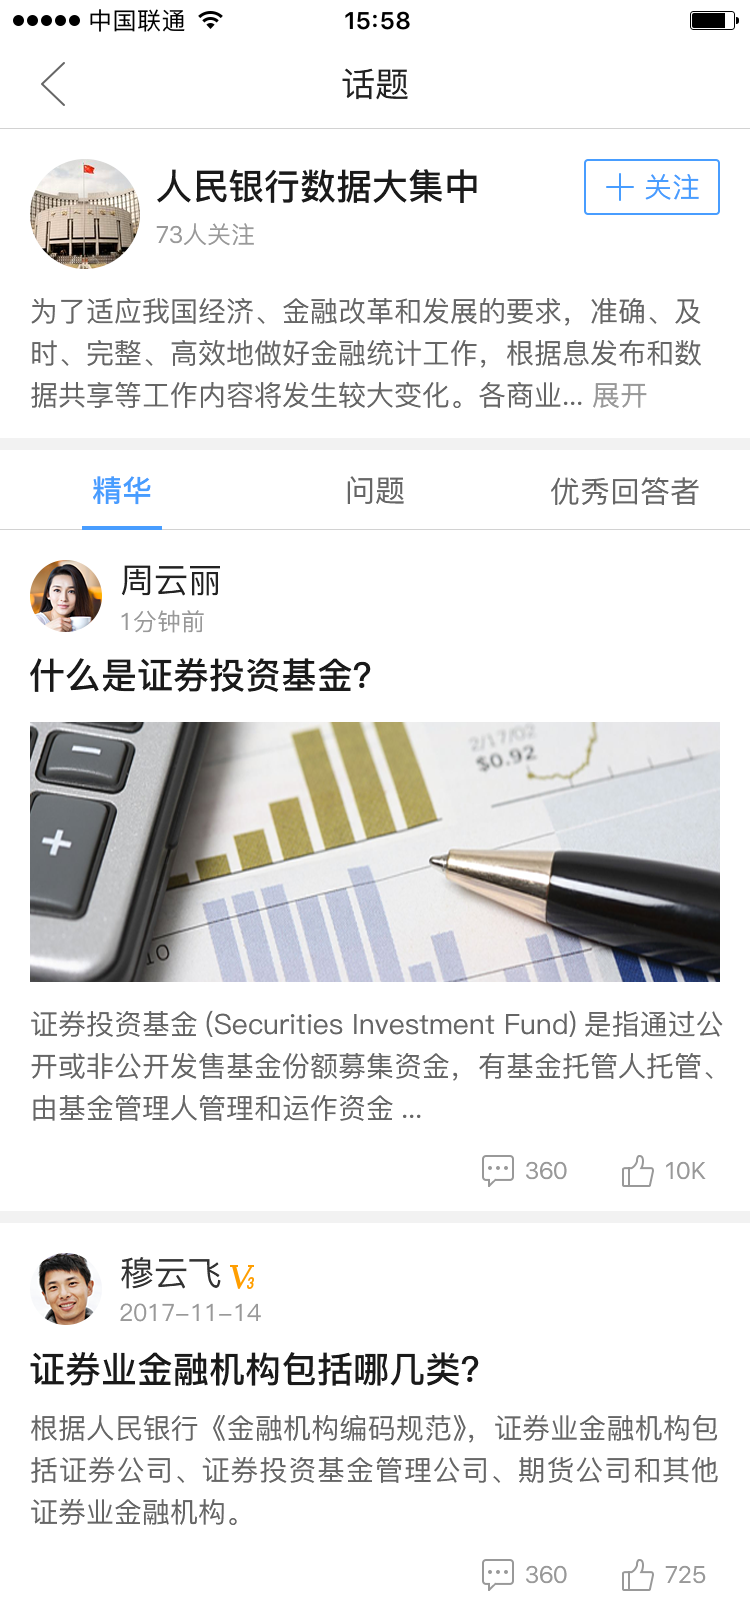 中国联通
15:58
话题
人民银行数据大集中
关注
73人关注
为了适应我国经济、金融改革和发展的要求，准确、及
时、完整、高效地做好金融统计工作，根据息发布和数
据共享等工作内容将发生较大变化。各商业... 展开
精华
问题
优秀回答者
周云丽
1分钟前
什么是证券投资基金?
2/17/02
$0.92
10
证券投资基金 (Securities Investment Fund) 是指通过公
开或非公开发售基金份额募集资金，有基金托管人托管、
由基金管理人管理和运作资金 ...
360
10K
穆云飞 V3
2017-11-14
证券业金融机构包括哪几类?
根据人民银行《金融机构编码规范》，证券业金融机构包
括证券公司、证券投资基金管理公司、期货公司和其他
证券业金融机构。
360
725